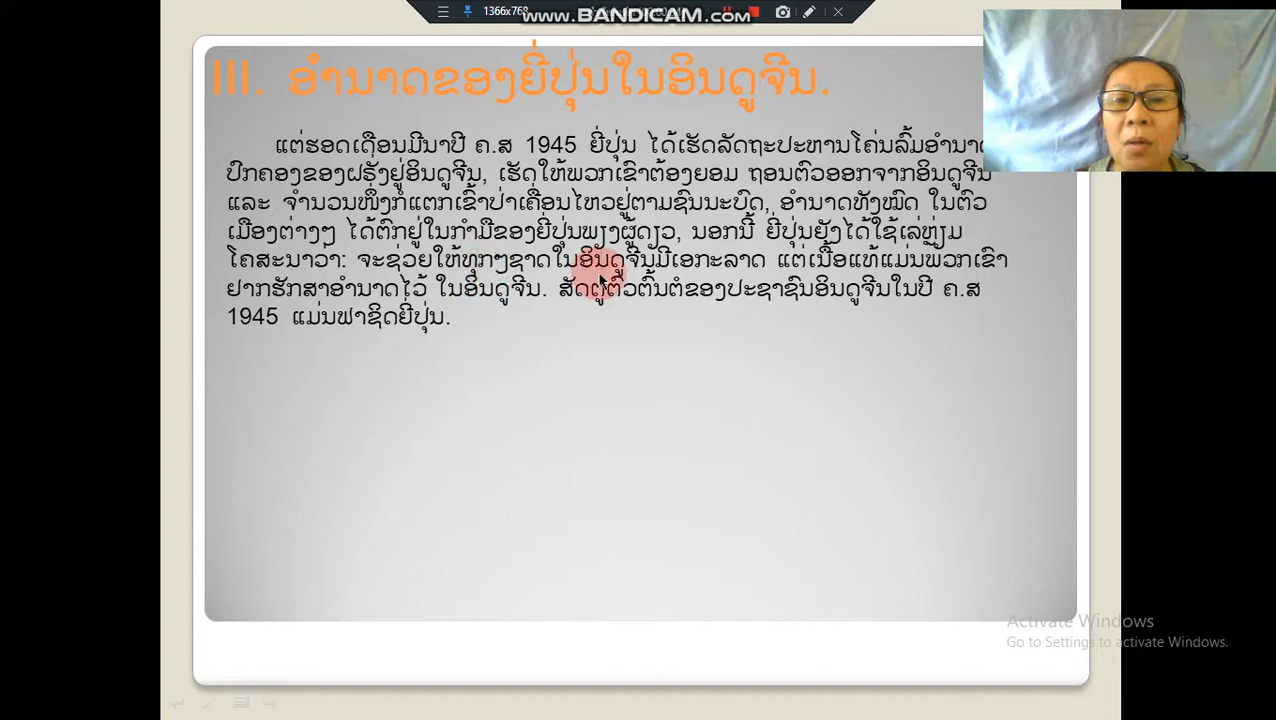 1366x768
www.BANDICAM.com
III. ອຳນາດຂອງຍີ່ປຸ່ນໃນອິນດູຈີນ.
ແຕ່ຮອດເດືອນມີນາປີ ຄ.ສ 1945 ຍີ່ປຸ່ນ ໄດ້ເຮັດລັດຖະປະຫານໂຄ່ນລົ້ມອຳນາດ
ປົກຄອງຂອງຝຣັ່ງຢູ່ອິນດູຈີນ, ເຮັດໃຫ້ພວກເຂົາຕ້ອງຍອມ ຖອນຕົວອອກຈາກອິນດູຈີນ
ແລະ ຈຳນວນໜຶ່ງກໍ່ແຕກເຂົ້າປ່າເຄື່ອນໄຫວຢູ່ຕາມຊົນນະບົດ, ອຳນາດທັງໝົດ ໃນຕົວ
ເມືອງຕ່າງໆ ໄດ້ຕົກຢູ່ໃນກຳມືຂອງຍີ່ປຸ່ນພຽງຜູ້ດຽວ, ນອກນີ້ ຍີ່ປຸ່ນຍັງໄດ້ໃຊ້ເລ່ຫຼ່ຽມ
ໂຄສະນາວາ: ຈະຊ່ວຍໃຫ້ທຸກໆຊາດໃນອິນດູຈີນມີເອກະລາດ ແຕ່ເນື້ອແທ້ແມ່ນພວກເຂົາ
ຢາກຮັກສາອຳນາດໄວ້ ໃນອິນດູຈີນ. ສັດຕູຕົວຕົ້ນຕໍຂອງປະຊາຊົນອິນດູຈີນໃນປີ ຄ.ສ
1945 ແມ່ນຟາຊິດຍີ່ປຸ່ນ.
Activate Windows
Go to Settings to activate Windows.